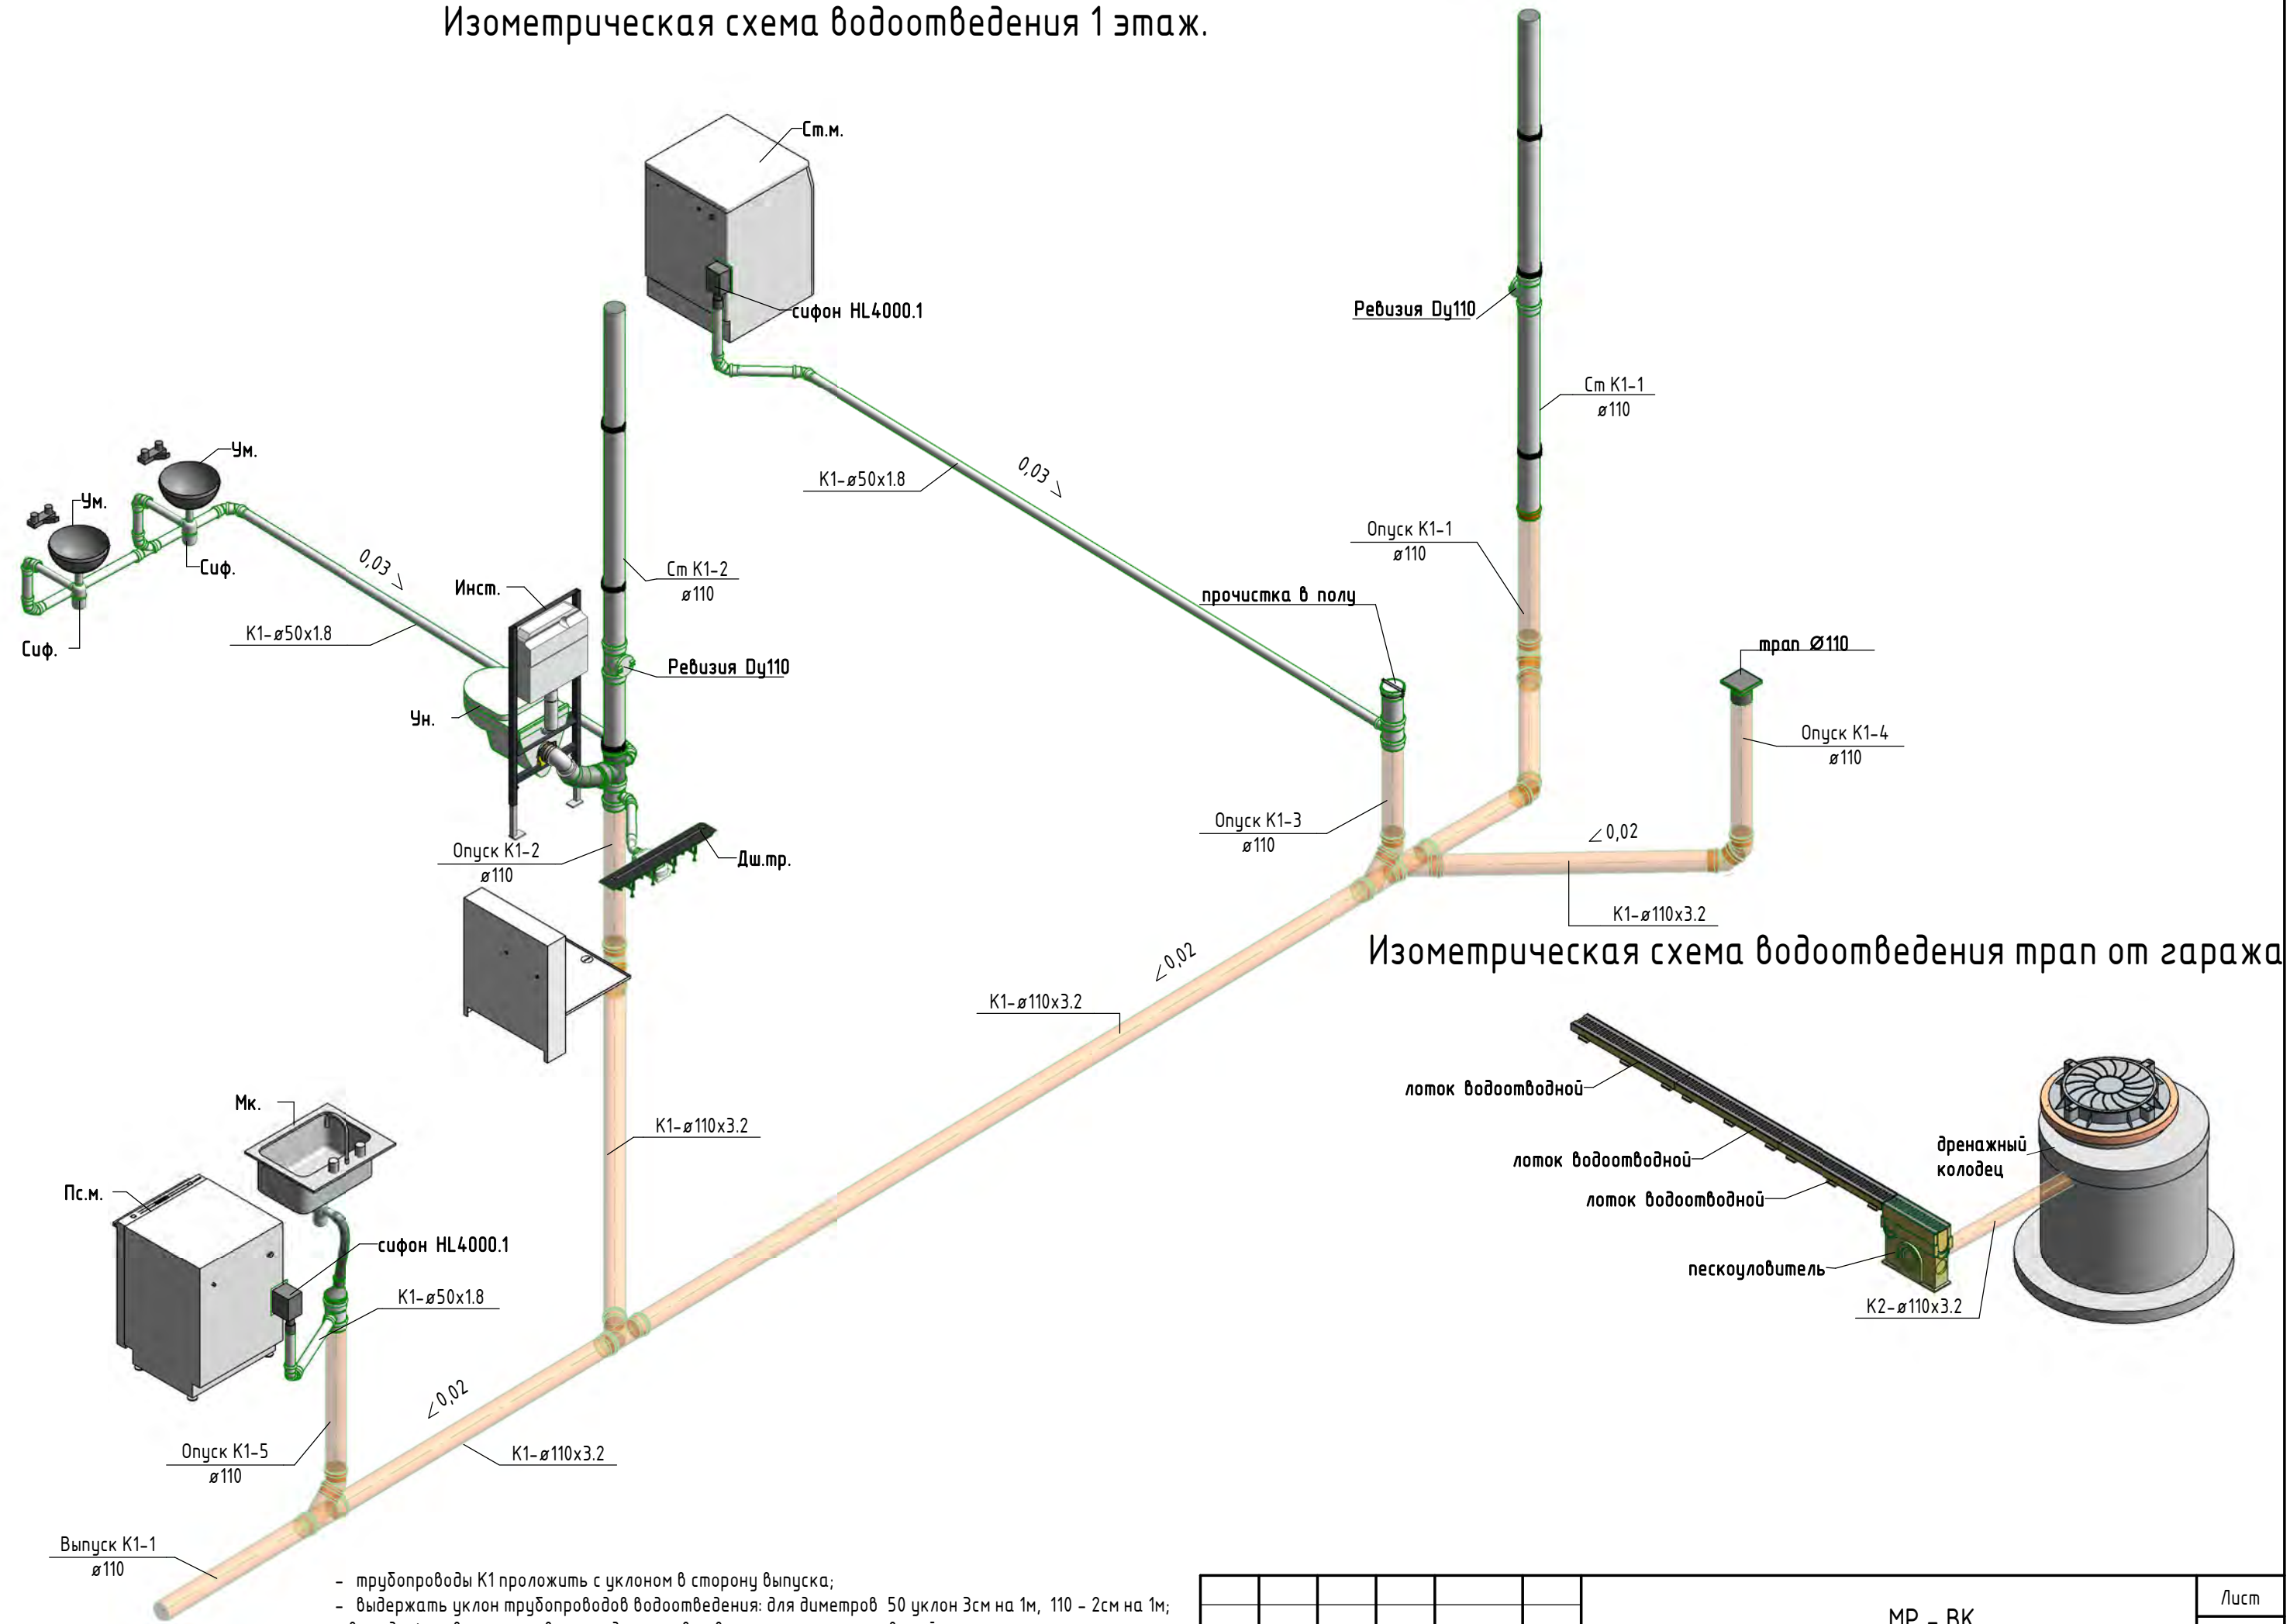 Изометрическая схема водоотведения 1 этаж.
Ст.м.
сифон HL4000.1
Ревизия Dу110
Ст К1-1
ø110
Ум.
Ум.
К1-ø50х1.8
0,03
Опуск К1-1
ø110
Сиф.
0,03
Ст К1-2
ø110
Инст.
прочистка в полу
К1-ø50х1.8
Сиф.
Ревизия Dу110
трап Ø110
Ун.
Опуск К1-4
ø110
Опуск К1-3
ø110
0,02
Опуск К1-2
ø110
Дш.тр.
К1-ø110х3.2
Изометрическая схема водоотведения трап от гаража
0,02
К1-ø110х3.2
лоток водоотводной
Мк.
К1-ø110х3.2
дренажный
колодец
лоток водоотводной
Пс.м.
лоток водоотводной
сифон HL4000.1
пескоуловитель
К1-ø50х1.8
К2-ø110х3.2
0,02
Опуск К1-5
ø110
К1-ø110х3.2
Выпуск К1-1
ø110
- трубопроводы К1 проложить с уклоном в сторону выпуска;
- выдержать уклон трубопроводов водоотведения: для диметров 50 уклон 3см на 1м, 110 - 2см на 1м;
МР - ВК
Лист